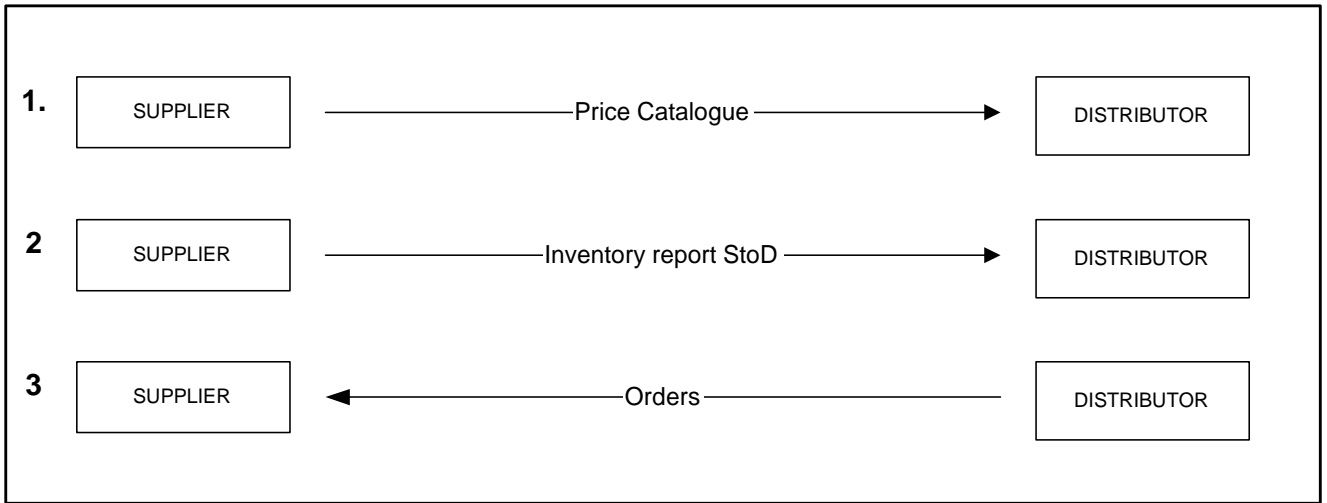 1. SUPPLIER Price Catalogue DISTRIBUTOR
2 SUPPLIER Inventory report StoD DISTRIBUTOR
3 SUPPLIER Orders DISTRIBUTOR